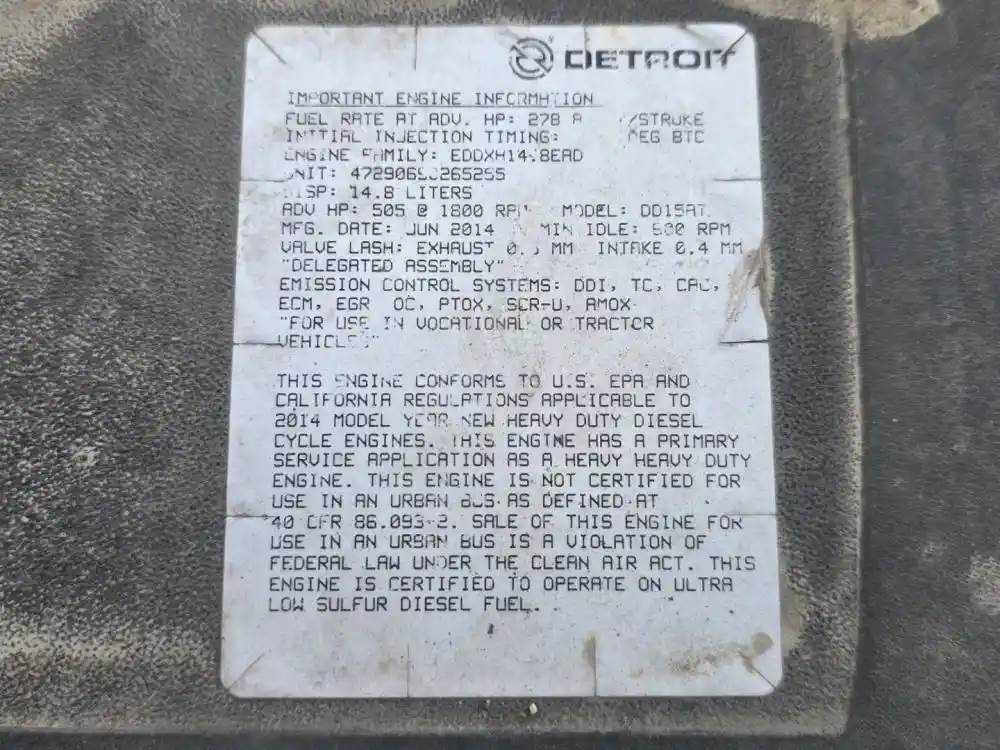 DETROIT
IMPORTANT ENGINE INFORMATION
FUEL RATE AT ADV. HP: 278
INITIAL INJECTION TIMING: DEG BTC
ENGINE FAMILY:
UNIT:
DISP: 14.8 LITERS
ADV HP: 505 @ 1800 RPM MODEL:
MFG. DATE: JUN 2014 MIN IDLE: RPM
VALVE LASH: EXHAUST MM INTAKE 0.4 MM
"DELEGATED ASSEMBLY"
EMISSION CONTROL SYSTEMS: DDI, TC, CAC,
ECM, EGR OC, PTOX, SCR-U, AMOX
"FOR USE IN VOCATIONAL OR TRACTOR
VEHICLES"
THIS ENGINE CONFORMS TO U.S. EPA AND
CALIFORNIA REGULATIONS APPLICABLE TO
2014 MODEL YEAR NEW HEAVY DUTY DIESEL
CYCLE ENGINES. THIS ENGINE HAS A PRIMARY
SERVICE APPLICATION AS A HEAVY HEAVY DUTY
ENGINE. THIS ENGINE IS NOT CERTIFIED FOR
USE IN AN URBAN BUS AS DEFINED AT
40 CFR 86.093-2. SALE OF THIS ENGINE FOR
USE IN AN URBAN BUS IS A VIOLATION OF
FEDERAL LAW UNDER THE CLEAN AIR ACT. THIS
ENGINE IS CERTIFIED TO OPERATE ON ULTRA
LOW SULFUR DIESEL FUEL.